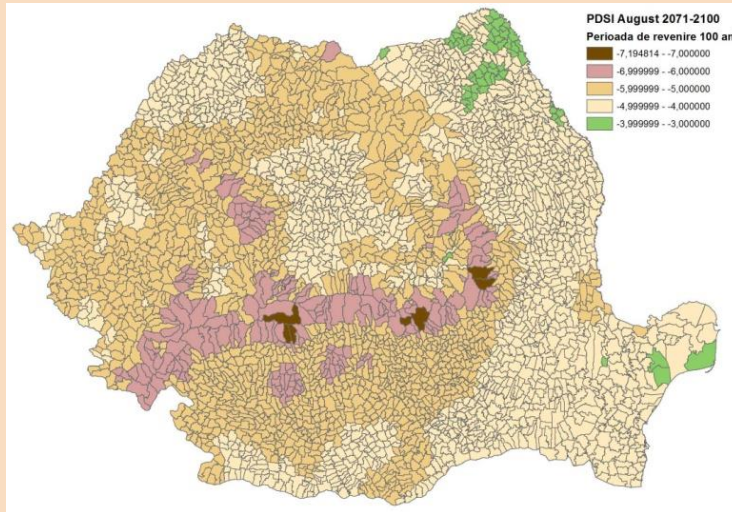 PDSI August 2071-2100
Perioada de revenire 100 an
-7,194814 - -7,000000
-6,999999 - -6,000000
-5,999999 - -5,000000
-4,999999 - -4,000000
-3,999999 - -3,000000